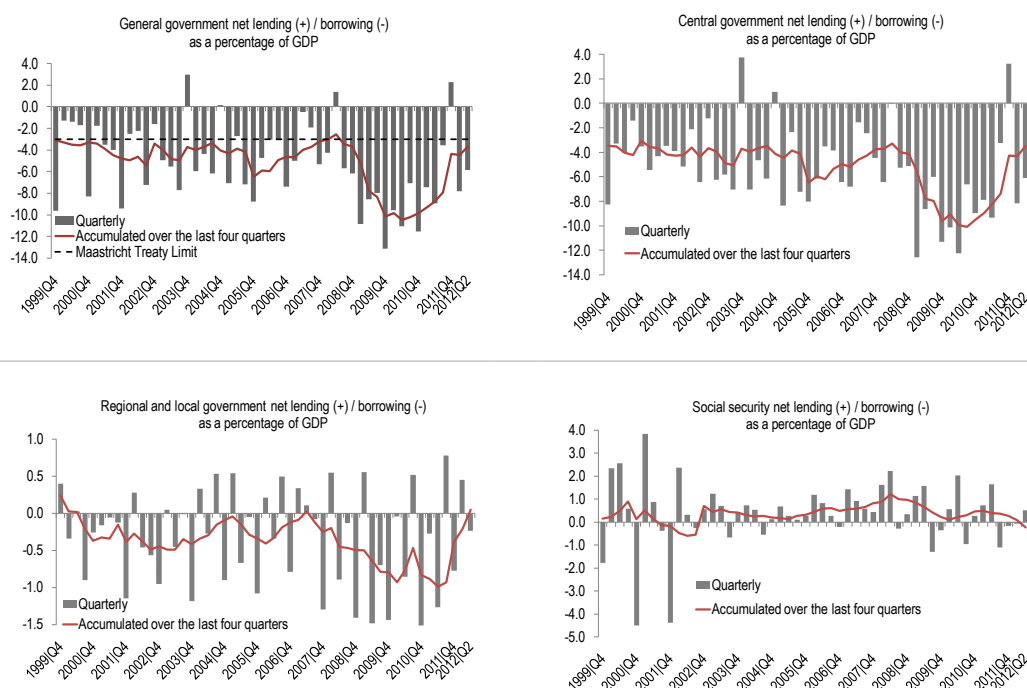 General government net lending (+) / borrowing (-)
as a percentage of GDP
4.0
2.0
0.0
-2.0
-4.0
-6.0
-8.0
-10.0
-12.0
-14.0
Quarterly
Accumulated over the last four quarters
Maastricht Treaty Limit
1999|Q4
2000|Q4
2001|Q4
2002|Q4
2003|Q4
2004|Q4
2005|Q4
2006|Q4
2007|Q4
2008|Q4
2009|Q4
2010|Q4
2011|Q4
2012|Q2
Central government net lending (+) / borrowing (-)
as a percentage of GDP
4.0
2.0
0.0
-2.0
-4.0
-6.0
-8.0
-10.0
-12.0
-14.0
Quarterly
Accumulated over the last four quarters
1999|Q4
2000|Q4
2001|Q4
2002|Q4
2003|Q4
2004|Q4
2005|Q4
2006|Q4
2007|Q4
2008|Q4
2009|Q4
2010|Q4
2011|Q4
2012|Q2
Regional and local government net lending (+) / borrowing (-)
as a percentage of GDP
1.0
0.5
0.0
-0.5
-1.0
-1.5
Quarterly
Accumulated over the last four quarters
1999|Q4
2000|Q4
2001|Q4
2002|Q4
2003|Q4
2004|Q4
2005|Q4
2006|Q4
2007|Q4
2008|Q4
2009|Q4
2010|Q4
2011|Q4
2012|Q2
Social security net lending (+) / borrowing (-)
as a percentage of GDP
4.0
3.0
2.0
1.0
0.0
-1.0
-2.0
-3.0
-4.0
-5.0
Quarterly
Accumulated over the last four quarters
1999|Q4
2000|Q4
2001|Q4
2002|Q4
2003|Q4
2004|Q4
2005|Q4
2006|Q4
2007|Q4
2008|Q4
2009|Q4
2010|Q4
2011|Q4
2012|Q2